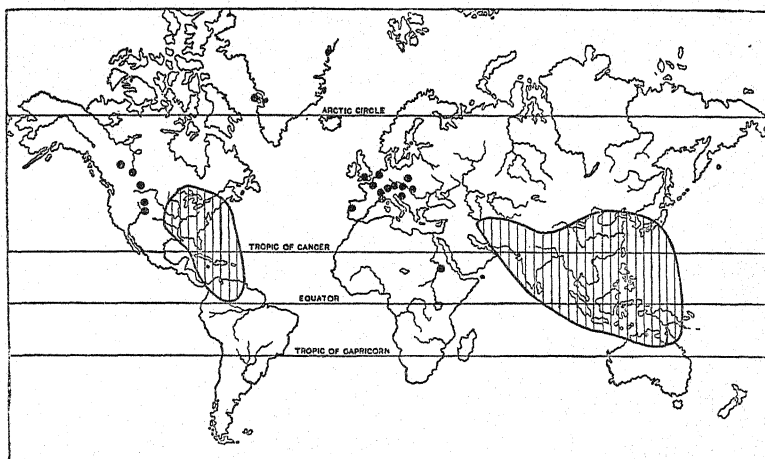 ARCTIC CIRCLE
TROPIC OF CANCER
EQUATOR
TROPIC OF CAPRICORN